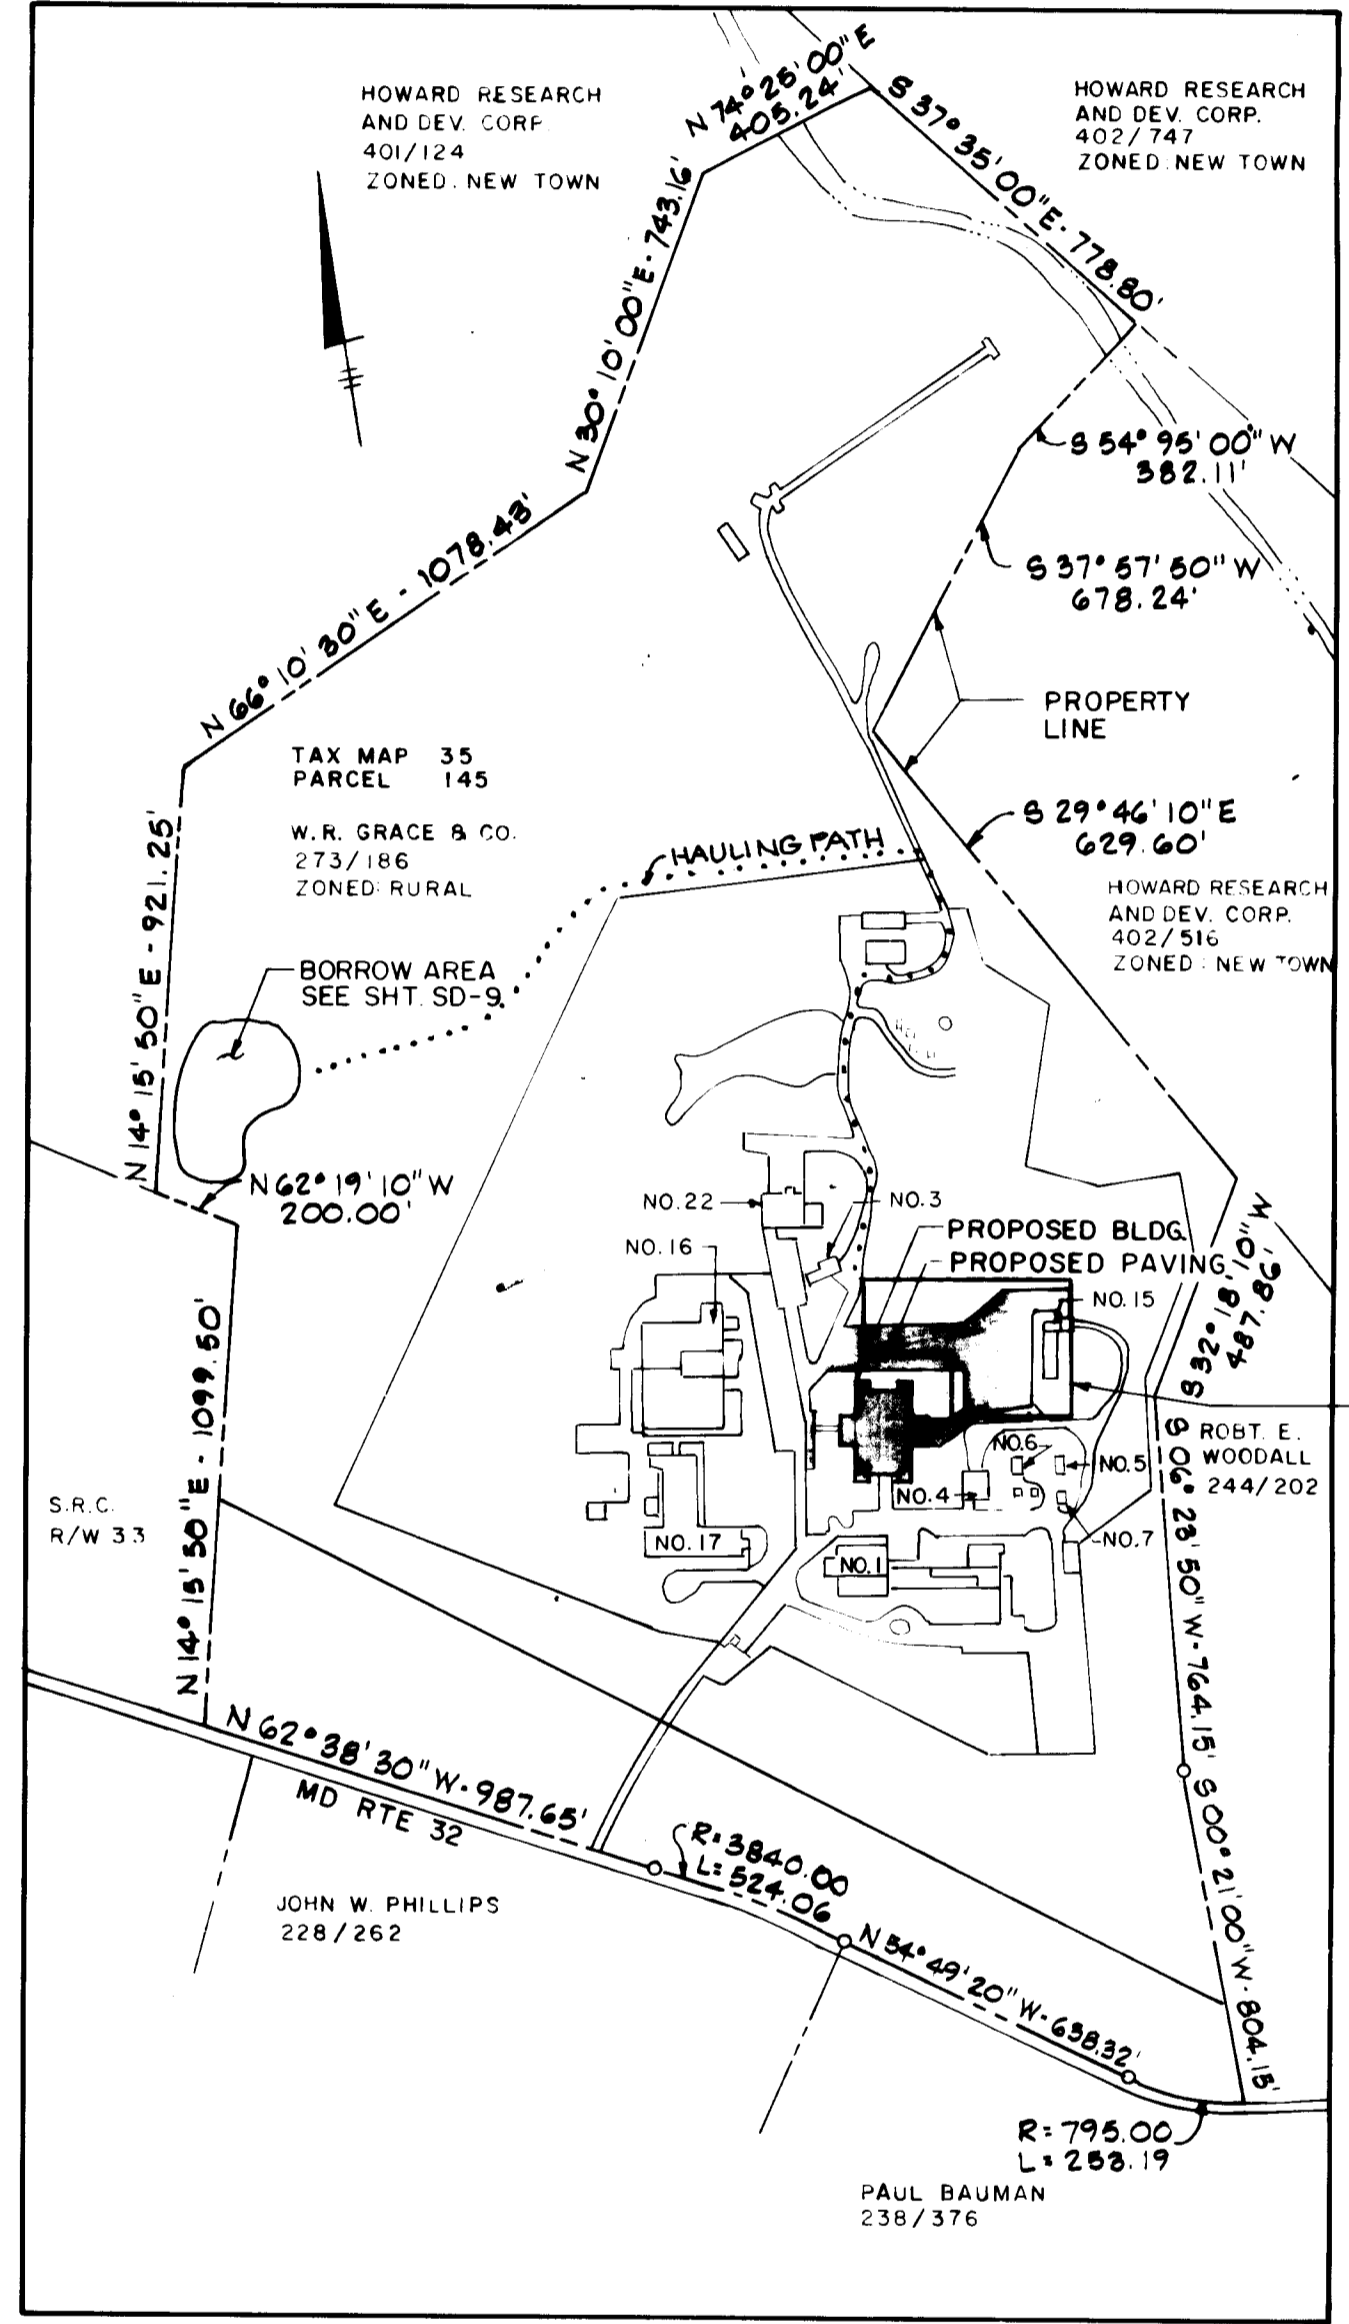 HOWARD RESEARCH
AND DEV. CORP.
401/124
ZONED: NEW TOWN
N 74° 25' 00" E
405.24'
S 37° 35' 00" E - 778.80'
HOWARD RESEARCH
AND DEV. CORP.
402/747
ZONED: NEW TOWN
N 30° 10' 00" E - 743.16'
S 54° 95' 00" W
382.11'
S 37° 57' 50" W
678.24'
N 66° 10' 30" E - 1078.43'
PROPERTY
LINE
TAX MAP 35
PARCEL 145
W.R. GRACE & CO.
273/186
ZONED: RURAL
HAULING PATH
S 29° 46' 10" E
629.60'
HOWARD RESEARCH
AND DEV. CORP.
402/516
ZONED: NEW TOWN
N 14° 15' 50" E - 921.25'
BORROW AREA
SEE SHT. SD-9
N 62° 19' 10" W
200.00'
NO. 22
NO. 3
NO. 16
PROPOSED BLDG.
PROPOSED PAVING
NO. 15
S 32° 18' 10" W
487.86'
N 14° 15' 50" E - 1099.50'
ROBT. E.
WOODALL
244/202
NO. 6
NO. 5
NO. 4
NO. 7
S.R.C.
R/W 33
NO. 17
NO. 1
S 06° 23' 50" W - 764.15'
N 62° 38' 30" W - 987.65'
MD RTE 32
R = 3840.00
L = 524.06
S 00° 21' 00" W - 804.15'
JOHN W. PHILLIPS
228/262
N 54° 49' 20" W - 638.32'
R = 795.00
L = 253.19
PAUL BAUMAN
238/376